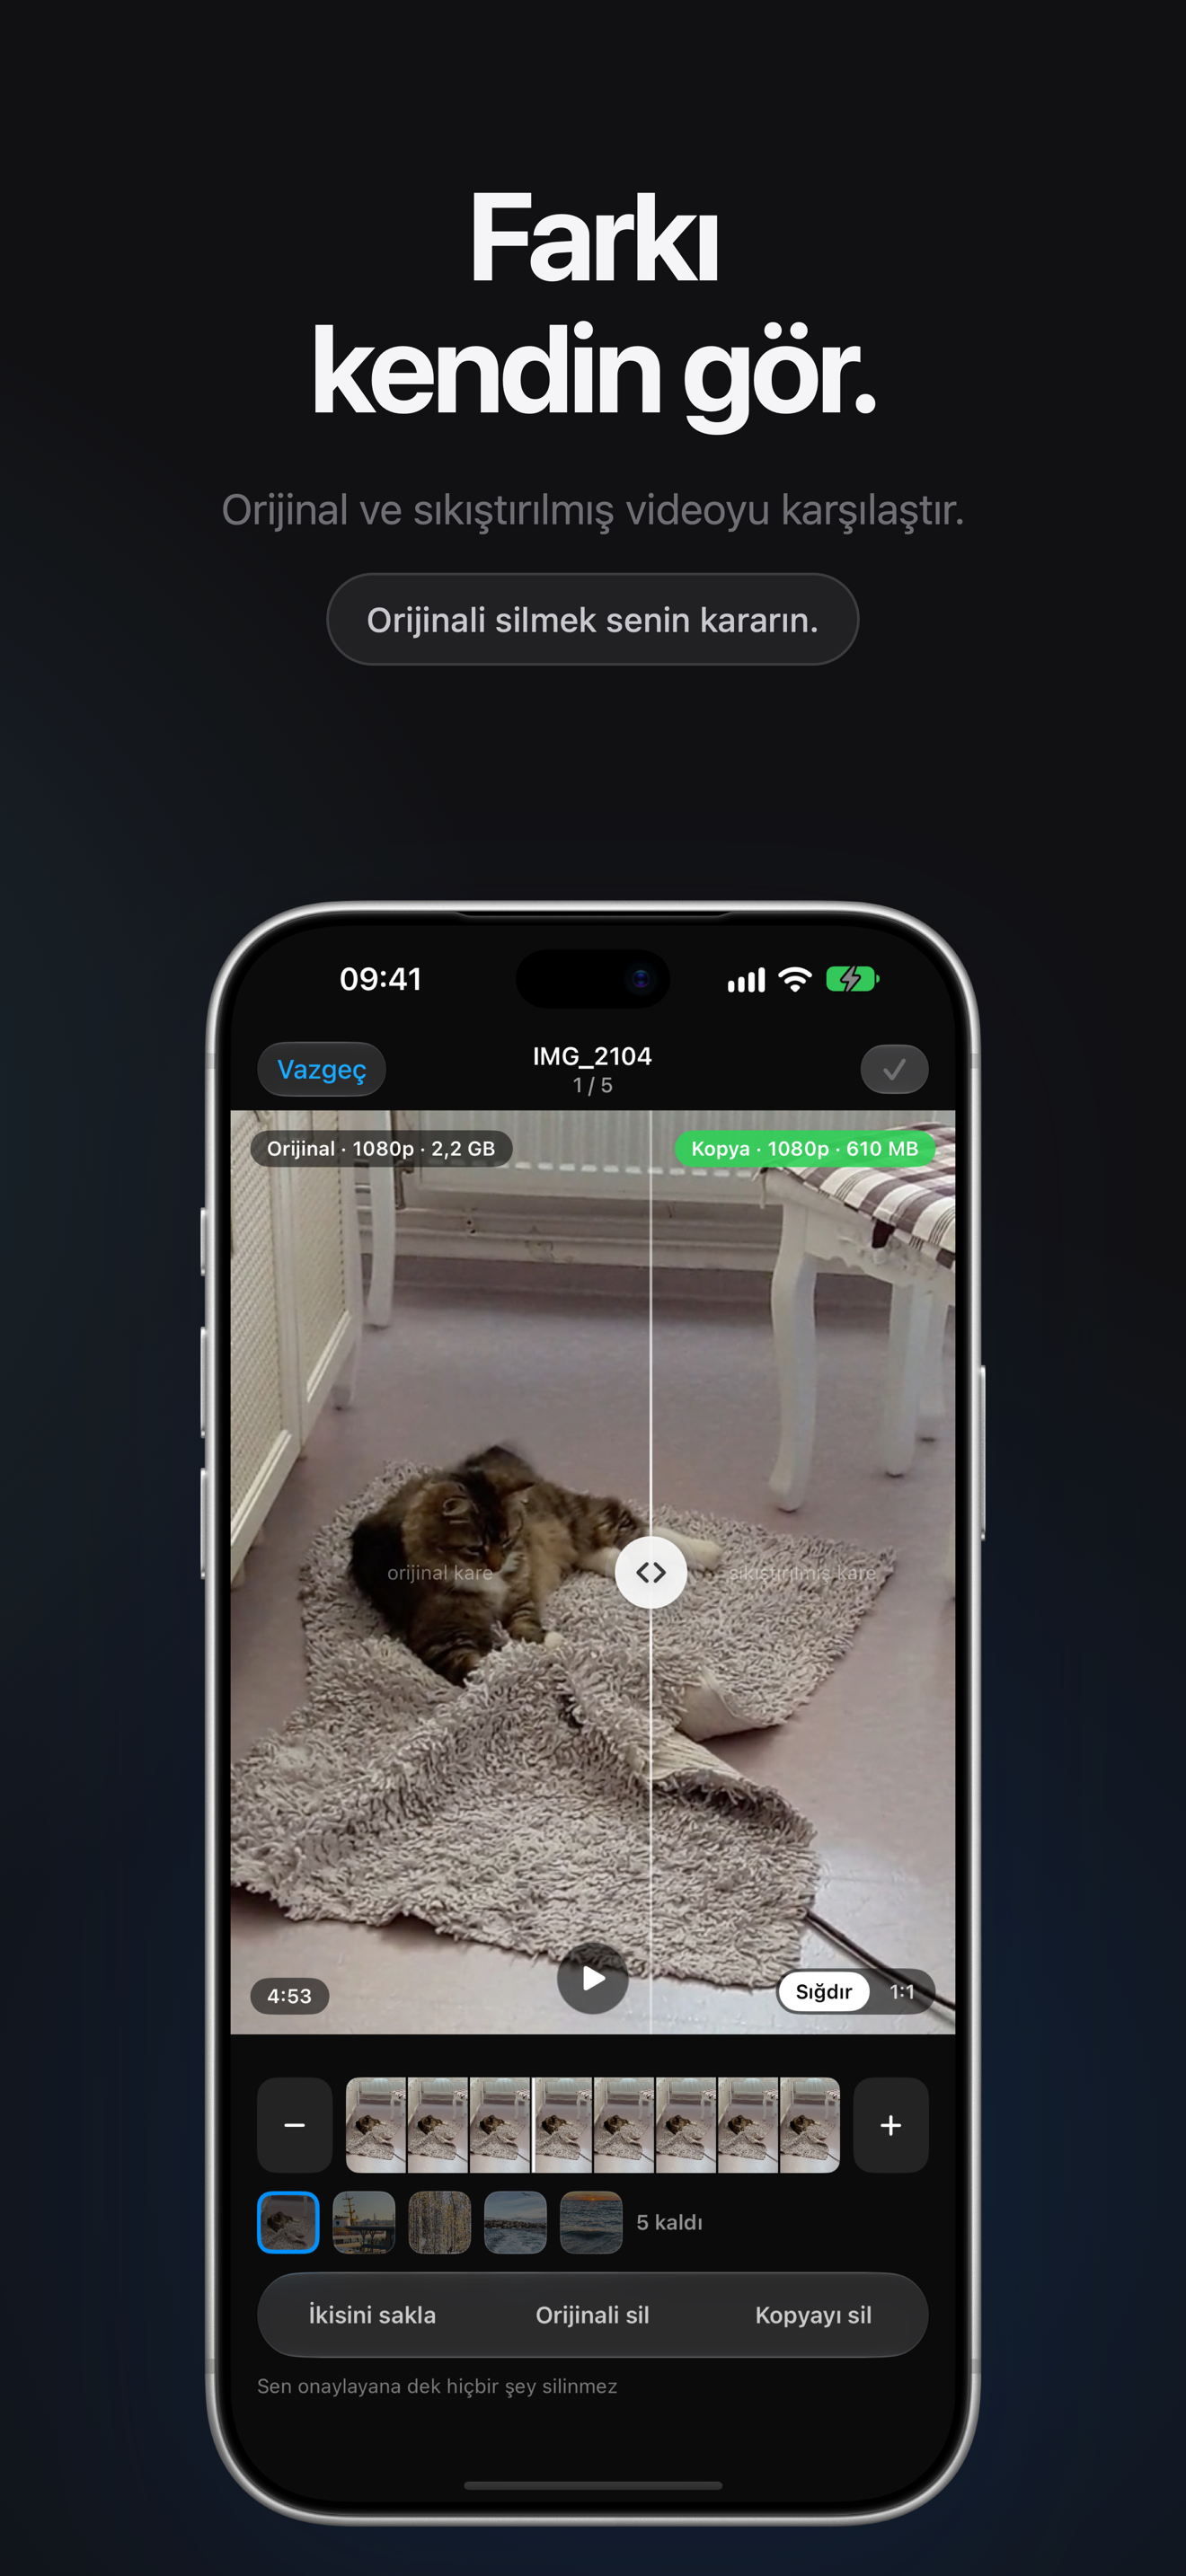 Farkı
kendin gör.
Orijinal ve sıkıştırılmış videoyu karşılaştır.
Orijinali silmek senin kararın.
09:41
Vazgeç
IMG_2104
1 / 5
Orijinal · 1080p · 2,2 GB
Kopya · 1080p · 610 MB
orijinal kare
sıkıştırılmış kare
4:53
Sığdır
1:1
5 kaldı
İkisini sakla
Orijinali sil
Kopyayı sil
Sen onaylayana dek hiçbir şey silinmez